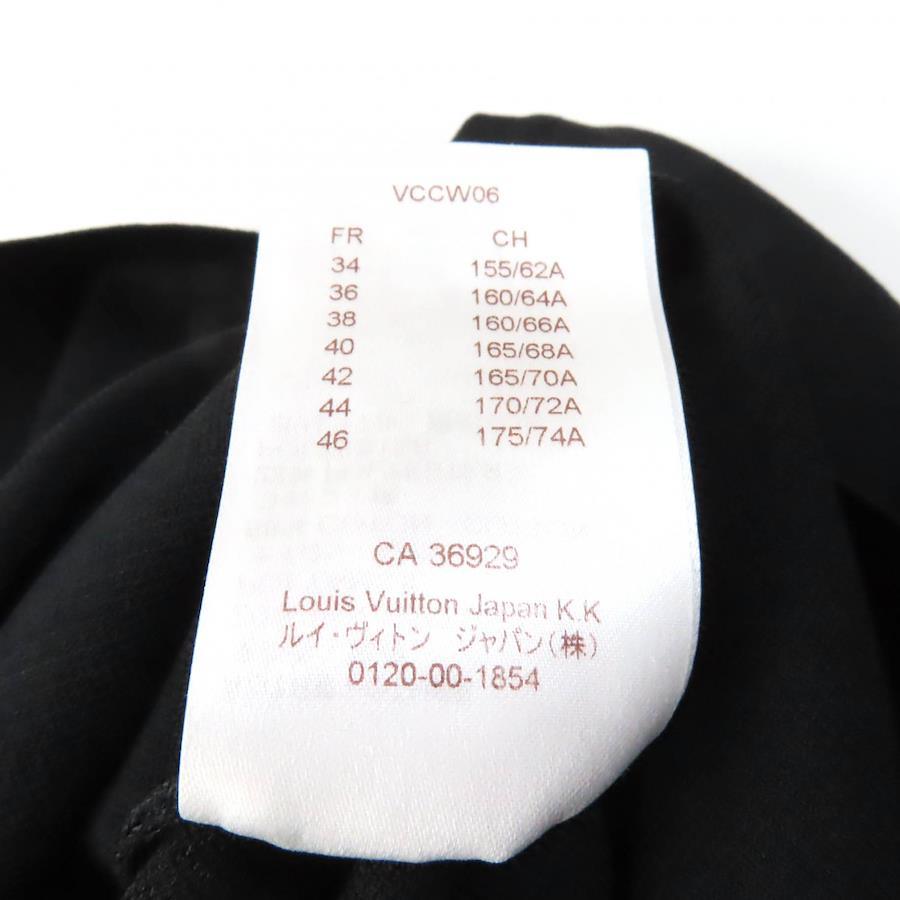 VCCW06
FR CH
34 155/62A
36 160/64A
38 160/66A
40 165/68A
42 165/70A
44 170/72A
46 175/74A
CA 36929
Louis Vuitton Japan K.K
ルイ・ヴィトン ジャパン(株)
0120-00-1854